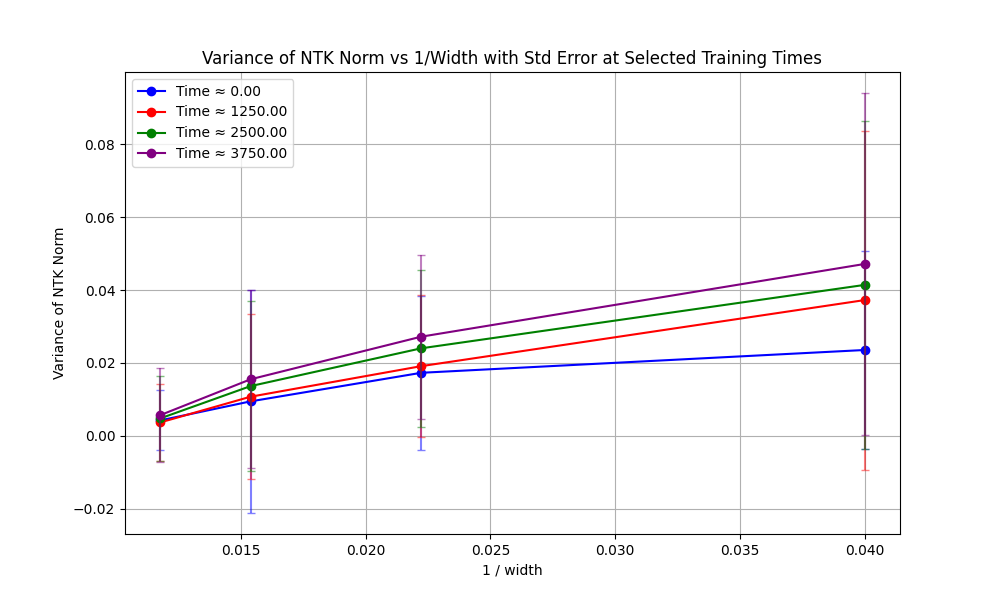 Variance of NTK Norm vs 1/Width with Std Error at Selected Training Times
Time ≈ 0.00
Time ≈ 1250.00
Time ≈ 2500.00
Time ≈ 3750.00
Variance of NTK Norm
0.08
0.06
0.04
0.02
0.00
−0.02
0.015 0.020 0.025 0.030 0.035 0.040
1 / width